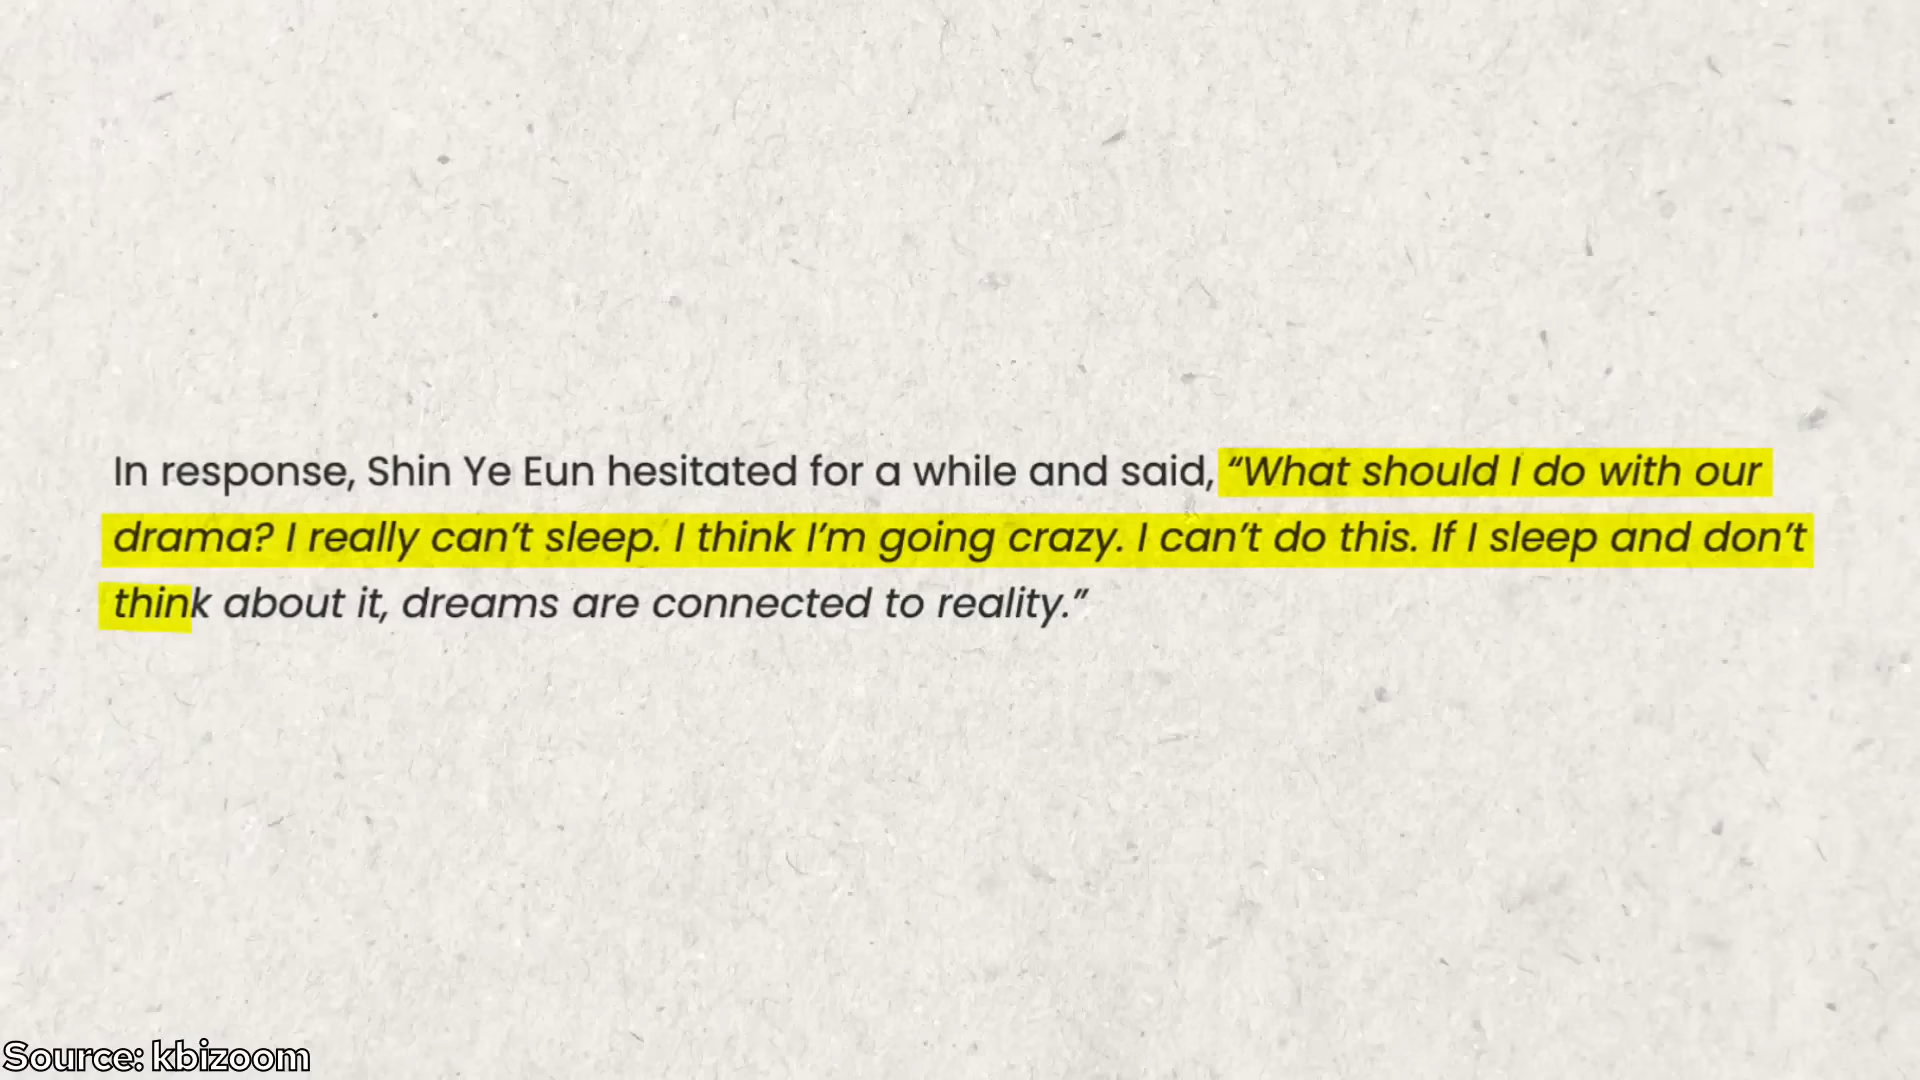 In response, Shin Ye Eun hesitated for a while and said, “What should I do with our
drama? I really can’t sleep. I think I’m going crazy. I can’t do this. If I sleep and don’t
think about it, dreams are connected to reality.”
Source: kbizoom